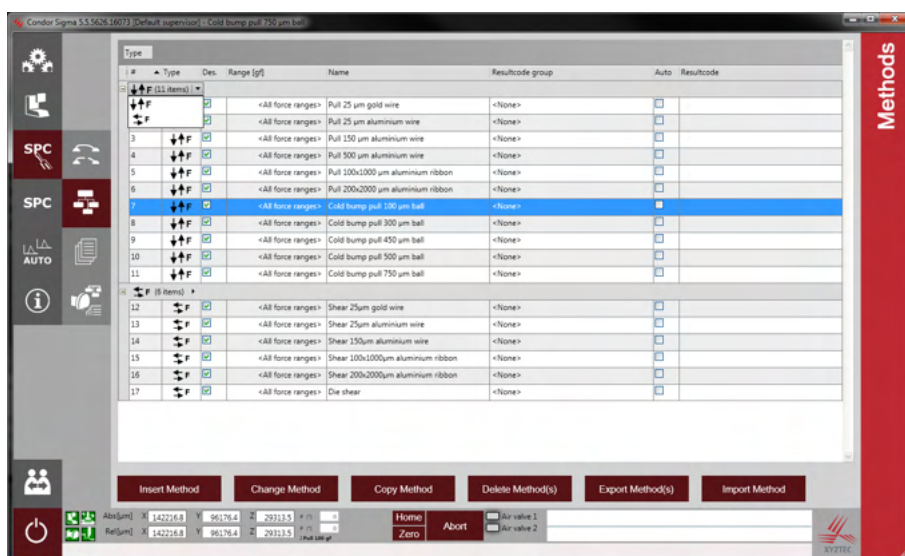 Condor Sigma 5.5.5626.16073 [Default supervisor] - Cold bump pull 750 µm ball
Methods
Type
# Type Des. Range [gf] Name Resultcode group Auto Resultcode
F (11 items)
F <All force ranges> Pull 25 µm gold wire <None>
F <All force ranges> Pull 25 µm aluminium wire <None>
3 F <All force ranges> Pull 150 µm aluminium wire <None>
4 F <All force ranges> Pull 500 µm aluminium wire <None>
5 F <All force ranges> Pull 100x1000 µm aluminium ribbon <None>
6 F <All force ranges> Pull 200x2000 µm aluminium ribbon <None>
7 F <All force ranges> Cold bump pull 100 µm ball <None>
8 F <All force ranges> Cold bump pull 300 µm ball <None>
9 F <All force ranges> Cold bump pull 450 µm ball <None>
10 F <All force ranges> Cold bump pull 500 µm ball <None>
11 F <All force ranges> Cold bump pull 750 µm ball <None>
F (6 items)
12 F <All force ranges> Shear 25µm gold wire <None>
13 F <All force ranges> Shear 25µm aluminium wire <None>
14 F <All force ranges> Shear 150µm aluminium wire <None>
15 F <All force ranges> Shear 100x1000µm aluminium ribbon <None>
16 F <All force ranges> Shear 200x2000µm aluminium ribbon <None>
17 F <All force ranges> Die shear <None>
SPC
SPC
AUTO
Insert Method Change Method Copy Method Delete Method(s) Export Method(s) Import Method
Abs[µm] X 142216.8 Y 96176.4 Z 29313.5 0 Home Abort Air valve 1
Rel[µm] X 142216.8 Y 96176.4 Z 29313.5 0 Zero Air valve 2
Pull 100 gf
XYZTEC